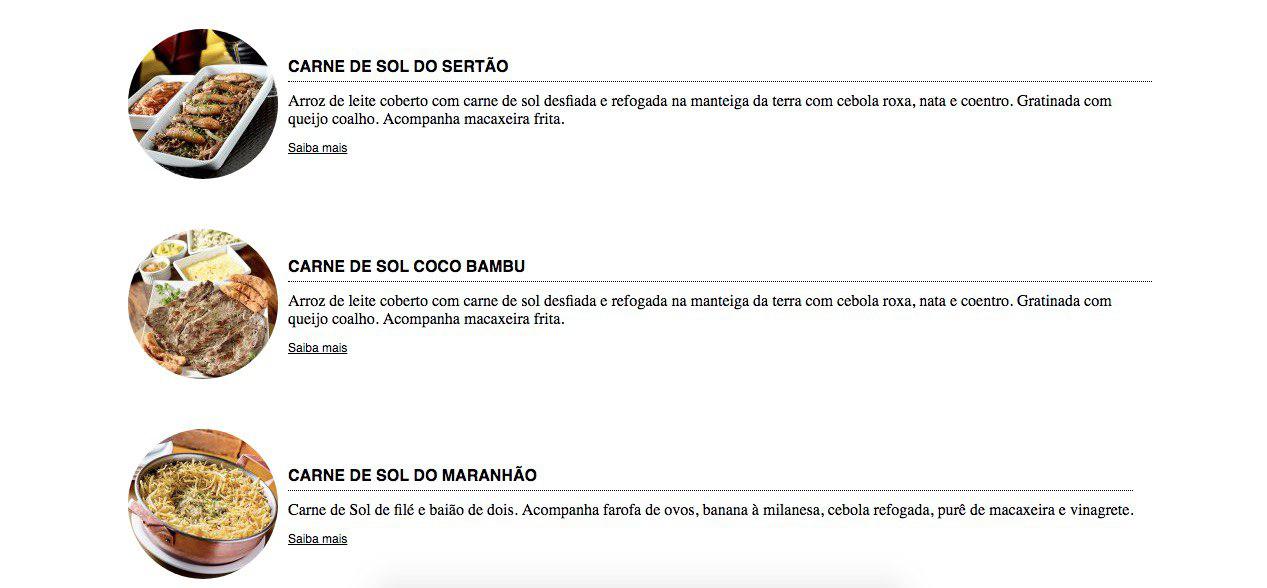 CARNE DE SOL DO SERTÃO
Arroz de leite coberto com carne de sol desfiada e refogada na manteiga da terra com cebola roxa, nata e coentro. Gratinada com
queijo coalho. Acompanha macaxeira frita.
Saiba mais
CARNE DE SOL COCO BAMBU
Arroz de leite coberto com carne de sol desfiada e refogada na manteiga da terra com cebola roxa, nata e coentro. Gratinada com
queijo coalho. Acompanha macaxeira frita.
Saiba mais
CARNE DE SOL DO MARANHÃO
Carne de Sol de filé e baião de dois. Acompanha farofa de ovos, banana à milanesa, cebola refogada, purê de macaxeira e vinagrete.
Saiba mais